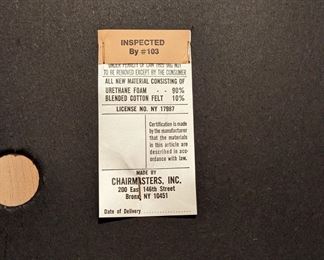 INSPECTED
By #103
UNDER PENALTY OF LAW THIS TAG NOT
TO BE REMOVED EXCEPT BY THE CONSUMER
ALL NEW MATERIAL CONSISTING OF
URETHANE FOAM - - 90%
BLENDED COTTON FELT 10%
LICENSE NO. NY 17987
Certification is made by
the manufacturer
that the materials
in this article are
described in accord-
ance with law.
MADE BY
CHAIRMASTERS, INC.
200 East 146th Street
Bronx, NY 10451
Date of Delivery